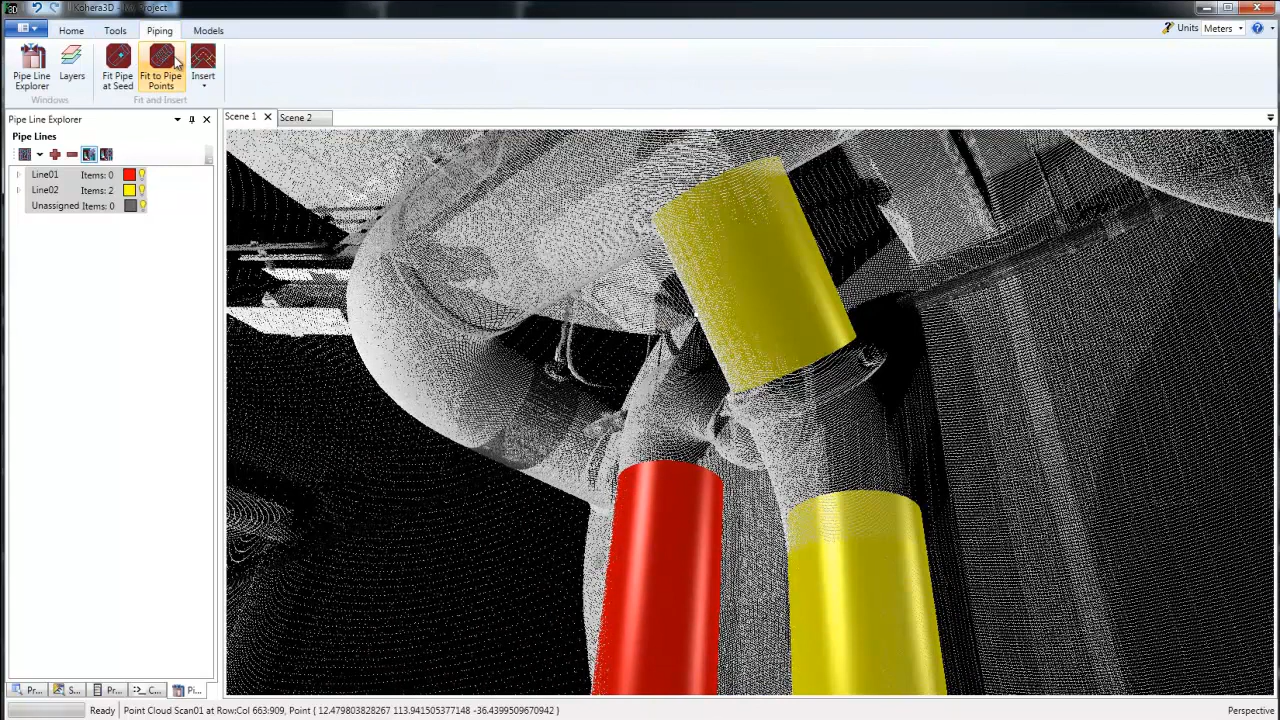 Kohera3D - My Project
Home Tools Piping Models
Units Meters
Pipe Line Explorer
Layers
Fit Pipe at Seed
Fit to Pipe Points
Insert
Windows
Fit and Insert
Pipe Line Explorer
Scene 1
Scene 2
Pipe Lines
Line01 Items: 0
Line02 Items: 2
Unassigned Items: 0
Pr... S... Pr... C... Pi...
Ready Point Cloud Scan01 at Row:Col 663:909, Point { 12.479803828267 113.941505377148 -36.4399509670942 } Perspective